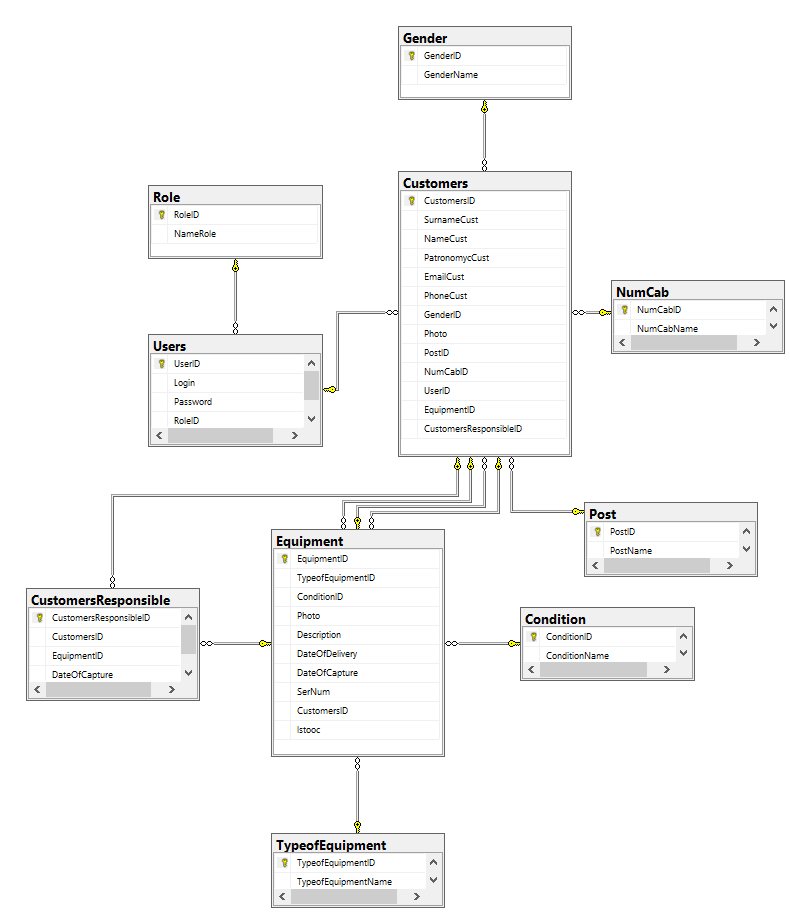 Gender
GenderID
GenderName
Customers
CustomersID
SurnameCust
NameCust
PatronomycCust
EmailCust
PhoneCust
GenderID
Photo
PostID
NumCabID
UserID
EquipmentID
CustomersResponsibleID
Role
RoleID
NameRole
NumCab
NumCabID
NumCabName
Users
UserID
Login
Password
RoleID
Post
PostID
PostName
Equipment
EquipmentID
TypeofEquipmentID
ConditionID
Photo
Description
DateOfDelivery
DateOfCapture
SerNum
CustomersID
Istooc
CustomersResponsible
CustomersResponsibleID
CustomersID
EquipmentID
DateOfCapture
Condition
ConditionID
ConditionName
TypeofEquipment
TypeofEquipmentID
TypeofEquipmentName